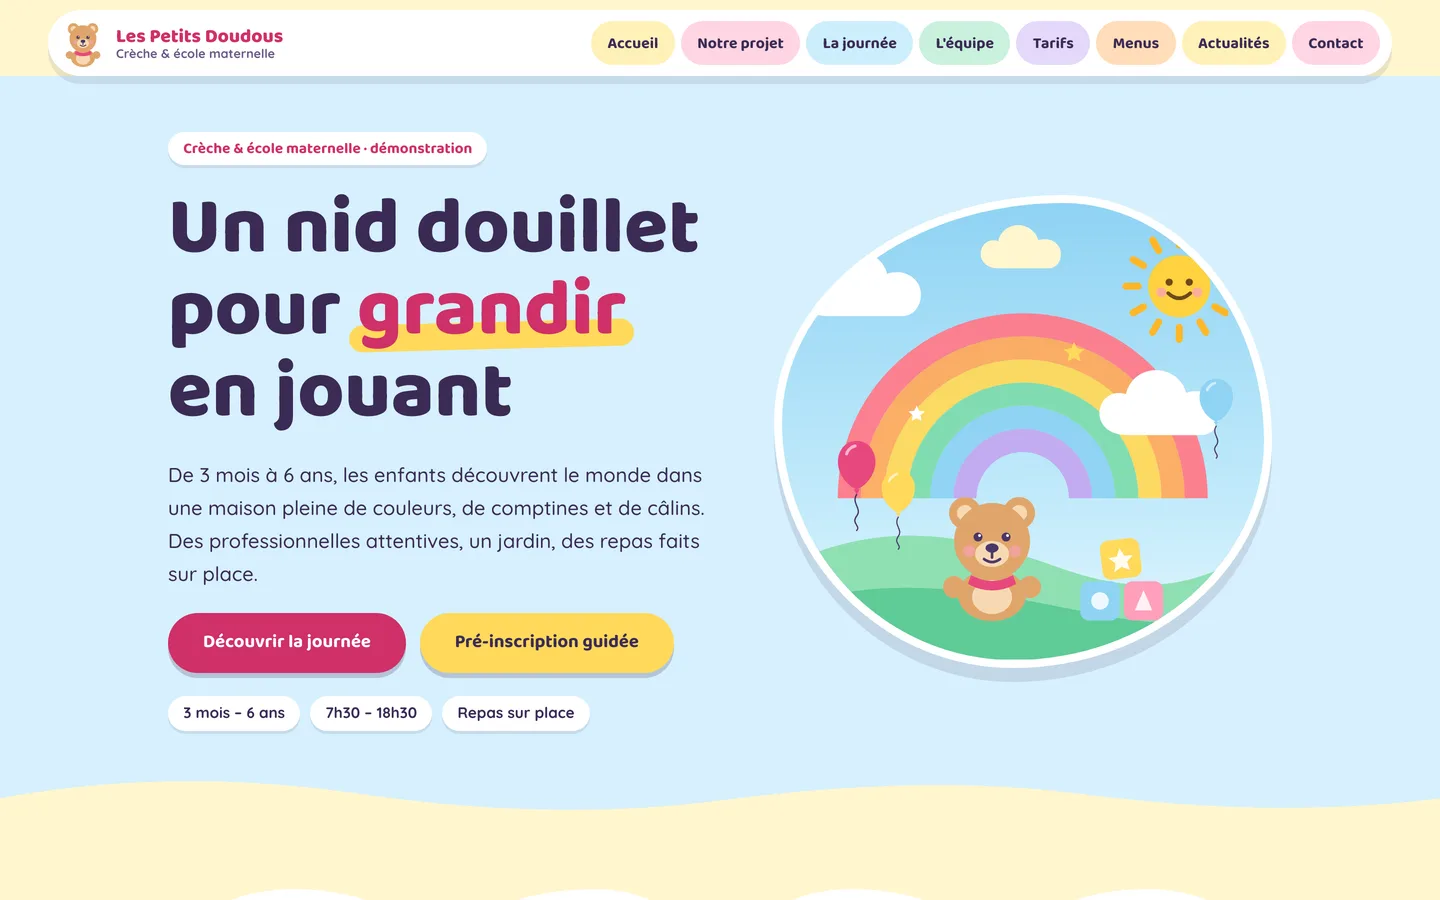 Les Petits Doudous
Crèche & école maternelle
Accueil
Notre projet
La journée
L'équipe
Tarifs
Menus
Actualités
Contact
Crèche & école maternelle · démonstration
Un nid douillet
pour grandir
en jouant
De 3 mois à 6 ans, les enfants découvrent le monde dans
une maison pleine de couleurs, de comptines et de câlins.
Des professionnelles attentives, un jardin, des repas faits
sur place.
Découvrir la journée
Pré-inscription guidée
3 mois – 6 ans
7h30 – 18h30
Repas sur place